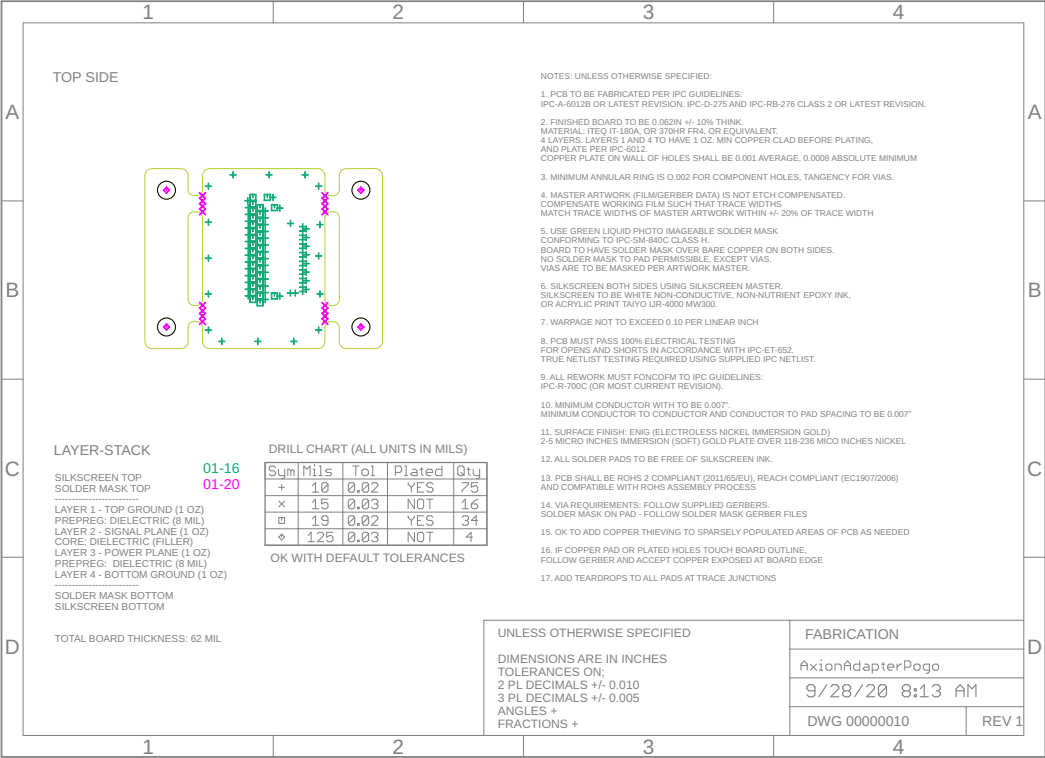 1 2 3 4
A
B
C
D
A
B
C
D
TOP SIDE
NOTES: UNLESS OTHERWISE SPECIFIED:
1. PCB TO BE FABRICATED PER IPC GUIDELINES:
IPC-A-6012B OR LATEST REVISION. IPC-D-275 AND IPC-RB-276 CLASS 2 OR LATEST REVISION.
2. FINISHED BOARD TO BE 0.062IN +/- 10% THINK.
MATERIAL: ITEQ IT-180A, OR 370HR FR4, OR EQUIVALENT.
4 LAYERS. LAYERS 1 AND 4 TO HAVE 1 OZ. MIN COPPER CLAD BEFORE PLATING,
AND PLATE PER IPC-6012.
COPPER PLATE ON WALL OF HOLES SHALL BE 0.001 AVERAGE, 0.0008 ABSOLUTE MINIMUM
3. MINIMUM ANNULAR RING IS 0.002 FOR COMPONENT HOLES, TANGENCY FOR VIAS.
4. MASTER ARTWORK (FILM/GERBER DATA) IS NOT ETCH COMPENSATED.
COMPENSATE WORKING FILM SUCH THAT TRACE WIDTHS
MATCH TRACE WIDTHS OF MASTER ARTWORK WITHIN +/- 20% OF TRACE WIDTH
5. USE GREEN LIQUID PHOTO IMAGEABLE SOLDER MASK
CONFORMING TO IPC-SM-840C CLASS H.
BOARD TO HAVE SOLDER MASK OVER BARE COPPER ON BOTH SIDES.
NO SOLDER MASK TO PAD PERMISSIBLE, EXCEPT VIAS.
VIAS ARE TO BE MASKED PER ARTWORK MASTER.
6. SILKSCREEN BOTH SIDES USING SILKSCREEN MASTER.
SILKSCREEN TO BE WHITE NON-CONDUCTIVE, NON-NUTRIENT EPOXY INK,
OR ACRYLIC PRINT TAIYO IJR-4000 MW300.
7. WARPAGE NOT TO EXCEED 0.10 PER LINEAR INCH
8. PCB MUST PASS 100% ELECTRICAL TESTING
FOR OPENS AND SHORTS IN ACCORDANCE WITH IPC-ET-652.
TRUE NETLIST TESTING REQUIRED USING SUPPLIED IPC NETLIST.
9. ALL REWORK MUST FONCOFM TO IPC GUIDELINES:
IPC-R-700C (OR MOST CURRENT REVISION).
10. MINIMUM CONDUCTOR WITH TO BE 0.007".
MINIMUM CONDUCTOR TO CONDUCTOR AND CONDUCTOR TO PAD SPACING TO BE 0.007"
11. SURFACE FINISH: ENIG (ELECTROLESS NICKEL IMMERSION GOLD)
2-5 MICRO INCHES IMMERSION (SOFT) GOLD PLATE OVER 118-236 MICO INCHES NICKEL
12. ALL SOLDER PADS TO BE FREE OF SILKSCREEN INK.
13. PCB SHALL BE ROHS 2 COMPLIANT (2011/65/EU), REACH COMPLIANT (EC1907/2006)
AND COMPATIBLE WITH ROHS ASSEMBLY PROCESS
14. VIA REQUIREMENTS: FOLLOW SUPPLIED GERBERS.
SOLDER MASK ON PAD - FOLLOW SOLDER MASK GERBER FILES
15. OK TO ADD COPPER THIEVING TO SPARSELY POPULATED AREAS OF PCB AS NEEDED
16. IF COPPER PAD OR PLATED HOLES TOUCH BOARD OUTLINE,
FOLLOW GERBER AND ACCEPT COPPER EXPOSED AT BOARD EDGE
17. ADD TEARDROPS TO ALL PADS AT TRACE JUNCTIONS
LAYER-STACK
01-16
01-20
SILKSCREEN TOP
SOLDER MASK TOP
-------------------------
LAYER 1 - TOP GROUND (1 OZ)
PREPREG: DIELECTRIC (8 MIL)
LAYER 2 - SIGNAL PLANE (1 OZ)
CORE: DIELECTRIC (FILLER)
LAYER 3 - POWER PLANE (1 OZ)
PREPREG: DIELECTRIC (8 MIL)
LAYER 4 - BOTTOM GROUND (1 OZ)
-------------------------
SOLDER MASK BOTTOM
SILKSCREEN BOTTOM
TOTAL BOARD THICKNESS: 62 MIL
DRILL CHART (ALL UNITS IN MILS)
Sym Mils Tol Plated Qty
+ 10 0.02 YES 75
× 15 0.03 NOT 16
□ 19 0.02 YES 34
◇ 125 0.03 NOT 4
OK WITH DEFAULT TOLERANCES
UNLESS OTHERWISE SPECIFIED
DIMENSIONS ARE IN INCHES
TOLERANCES ON;
2 PL DECIMALS +/- 0.010
3 PL DECIMALS +/- 0.005
ANGLES +
FRACTIONS +
FABRICATION
AxionAdapterPogo
9/28/20 8:13 AM
DWG 00000010 REV 1
1 2 3 4